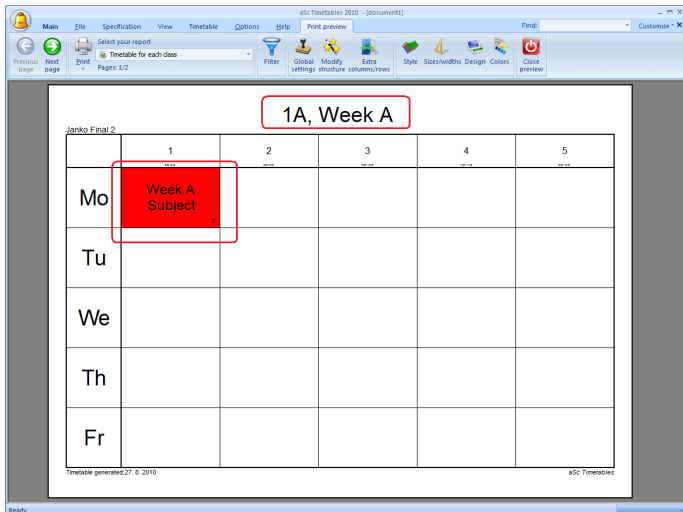 aSc Timetables 2010 - [document1]
Main File Specification View Timetable Options Help Print preview Find: Customize
Previous page
Next page
Print
Select your report
Timetable for each class
Pages: 1/2
Filter
Global settings
Modify structure
Extra columns/rows
Style
Sizes/widths
Design
Colors
Close preview
1A, Week A
Janko Final 2
1 2 3 4 5
Mo
Week A
Subject
Tu
We
Th
Fr
Timetable generated:27. 8. 2010
aSc Timetables
Ready